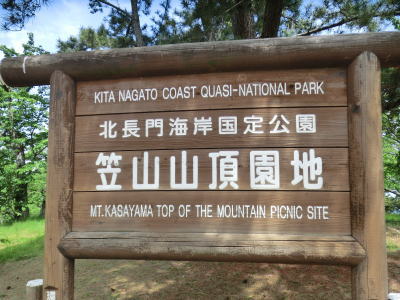 KITA NAGATO COAST QUASI-NATIONAL PARK
北長門海岸国定公園
笠山山頂園地
MT.KASAYAMA TOP OF THE MOUNTAIN PICNIC SITE